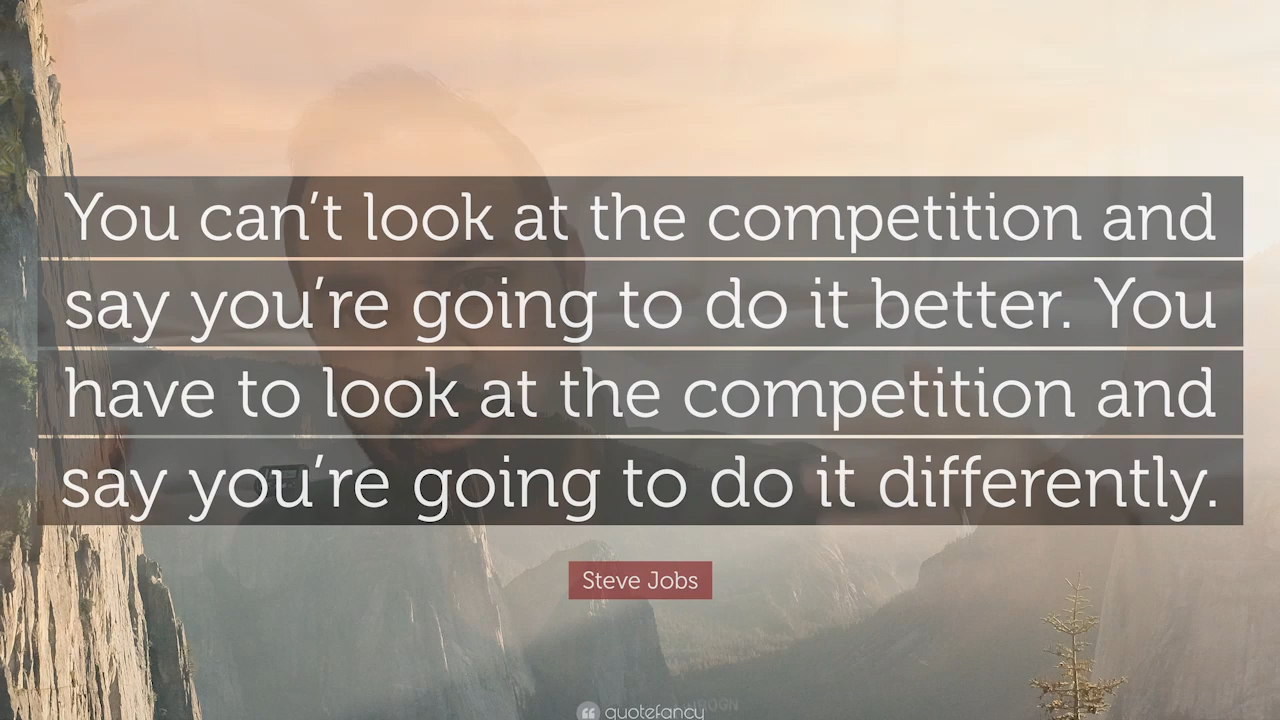 You can’t look at the competition and
say you’re going to do it better. You
have to look at the competition and
say you’re going to do it differently.
Steve Jobs
quotefancy